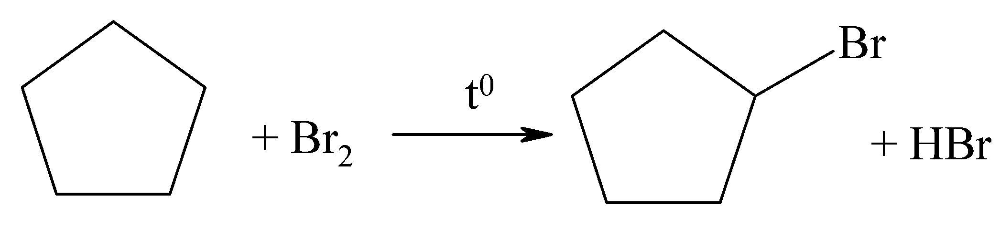 + Br₂ t⁰ Br + HBr